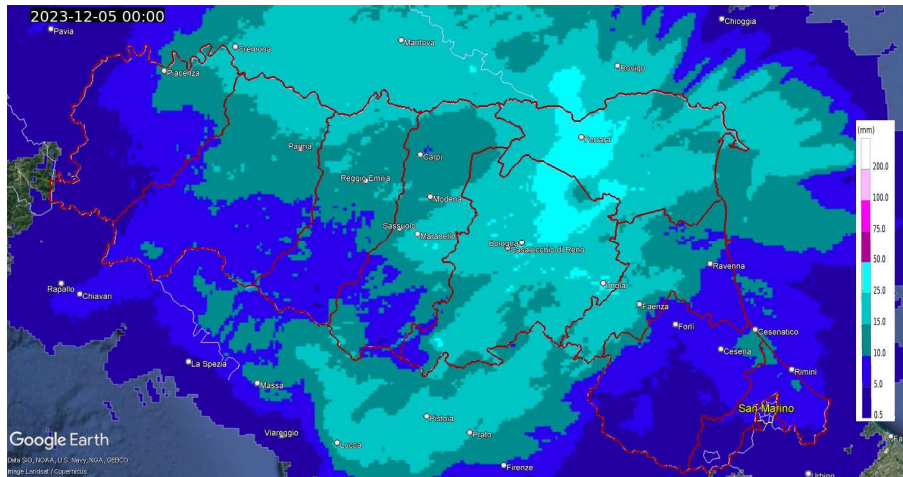 2023-12-05 00:00
Chioggia
Pavia
Mantova
Cremona
Rovigo
Piacenza
(mm)
Ferrara
Parma
Carpi
200.0
Reggio Emilia
100.0
Modena
75.0
Sassuolo
Maranello
Bologna
Casalecchio di Reno
50.0
Ravenna
Rapallo
Chiavari
Imola
25.0
Faenza
15.0
Forlì
Cesenatico
Cesena
10.0
La Spezia
Rimini
Massa
5.0
San Marino
Pistoia
0.5
Viareggio
Prato
Lucca
Google Earth
Data SIO, NOAA, U.S. Navy, NGA, GEBCO
Image Landsat / Copernicus
Firenze
Fa
Urbino